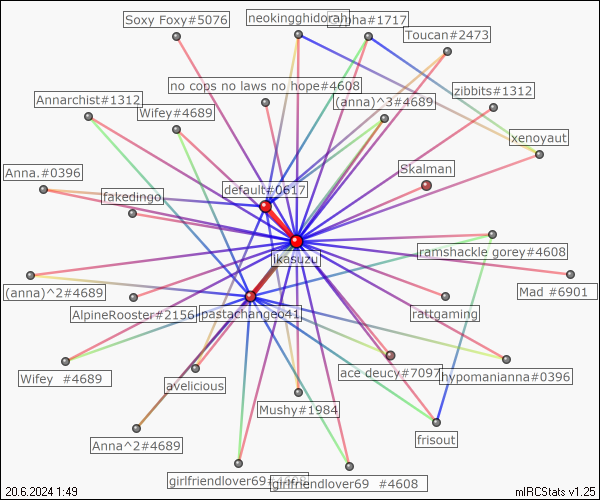 Soxy Foxy#5076
neokingghidorah
pha#1717
Toucan#2473
no cops no laws no hope#4608
zibbits#1312
Annarchist#1312
Wifey#4689
(anna)^3#4689
xenoyaut
Anna.#0396
Skalman
default#0617
fakedingo
ramshackle gorey#4608
ikasuzu
(anna)^2#4689
Mad #6901
AlpineRooster#2156
pastachangeo41
rattgaming
Wifey #4689
avelicious
ace deucy#7097
hypomanianna#0396
Mushy#1984
Anna^2#4689
frisout
girlfriendlover69#4608
girlfriendlover69 #4608
20.6.2024 1:49
mIRCStats v1.25